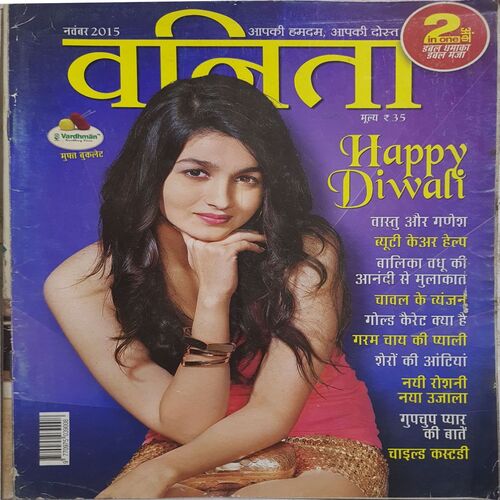 नवंबर 2015
आपकी हमदम, आपकी दोस्त
2 in one अंक
डबल धमाका
डबल मजा
वनिता
मूल्य ₹ 35
Vardhman
मुफ्त बुकलेट
Happy
Diwali
वास्तु और गणेश
ब्यूटी केअर हेल्प
बालिका वधू की
आनंदी से मुलाकात
चावल के व्यंजन
गोल्ड कैरेट क्या है
गरम चाय की प्याली
शेरों की आंटियां
नयी रोशनी
नया उजाला
गुपचुप प्यार
की बातें
चाइल्ड कस्टडी